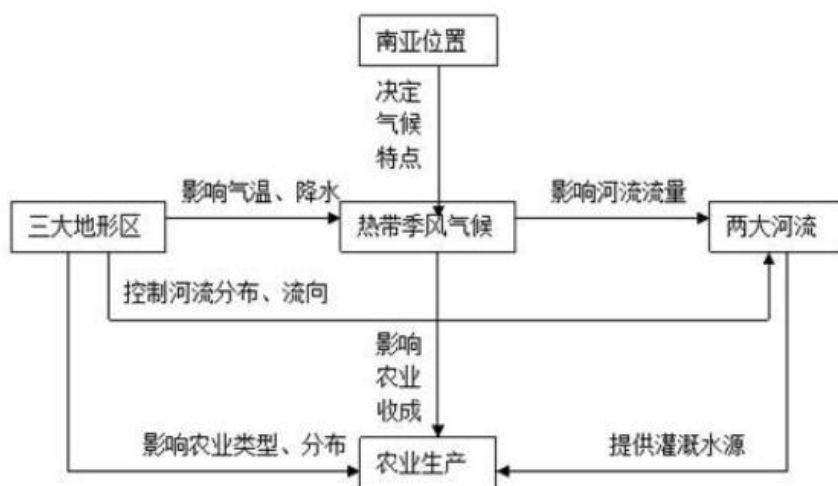 南亚位置
决定
气候
特点
影响气温、降水
影响河流流量
三大地形区
热带季风气候
两大河流
控制河流分布、流向
影响
农业
收成
影响农业类型、分布
提供灌溉水源
农业生产